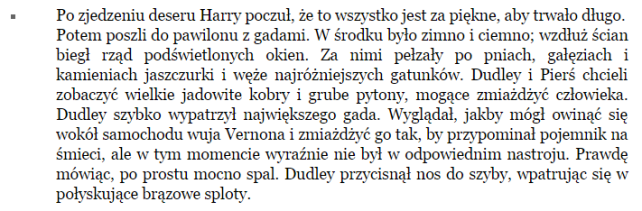 ▪ Po zjedzeniu deseru Harry poczuł, że to wszystko jest za piękne, aby trwało długo.
Potem poszli do pawilonu z gadami. W środku było zimno i ciemno; wzdłuż ścian
biegł rząd podświetlonych okien. Za nimi pełzały po pniach, gałęziach i
kamieniach jaszczurki i węże najróżniejszych gatunków. Dudley i Pierś chcieli
zobaczyć wielkie jadowite kobry i grube pytony, mogące zmiażdżyć człowieka.
Dudley szybko wypatrzył największego gada. Wyglądał, jakby mógł owinąć się
wokół samochodu wuja Vernona i zmiażdżyć go tak, by przypominał pojemnik na
śmieci, ale w tym momencie wyraźnie nie był w odpowiednim nastroju. Prawdę
mówiąc, po prostu mocno spal. Dudley przycisnął nos do szyby, wpatrując się w
połyskujące brązowe sploty.